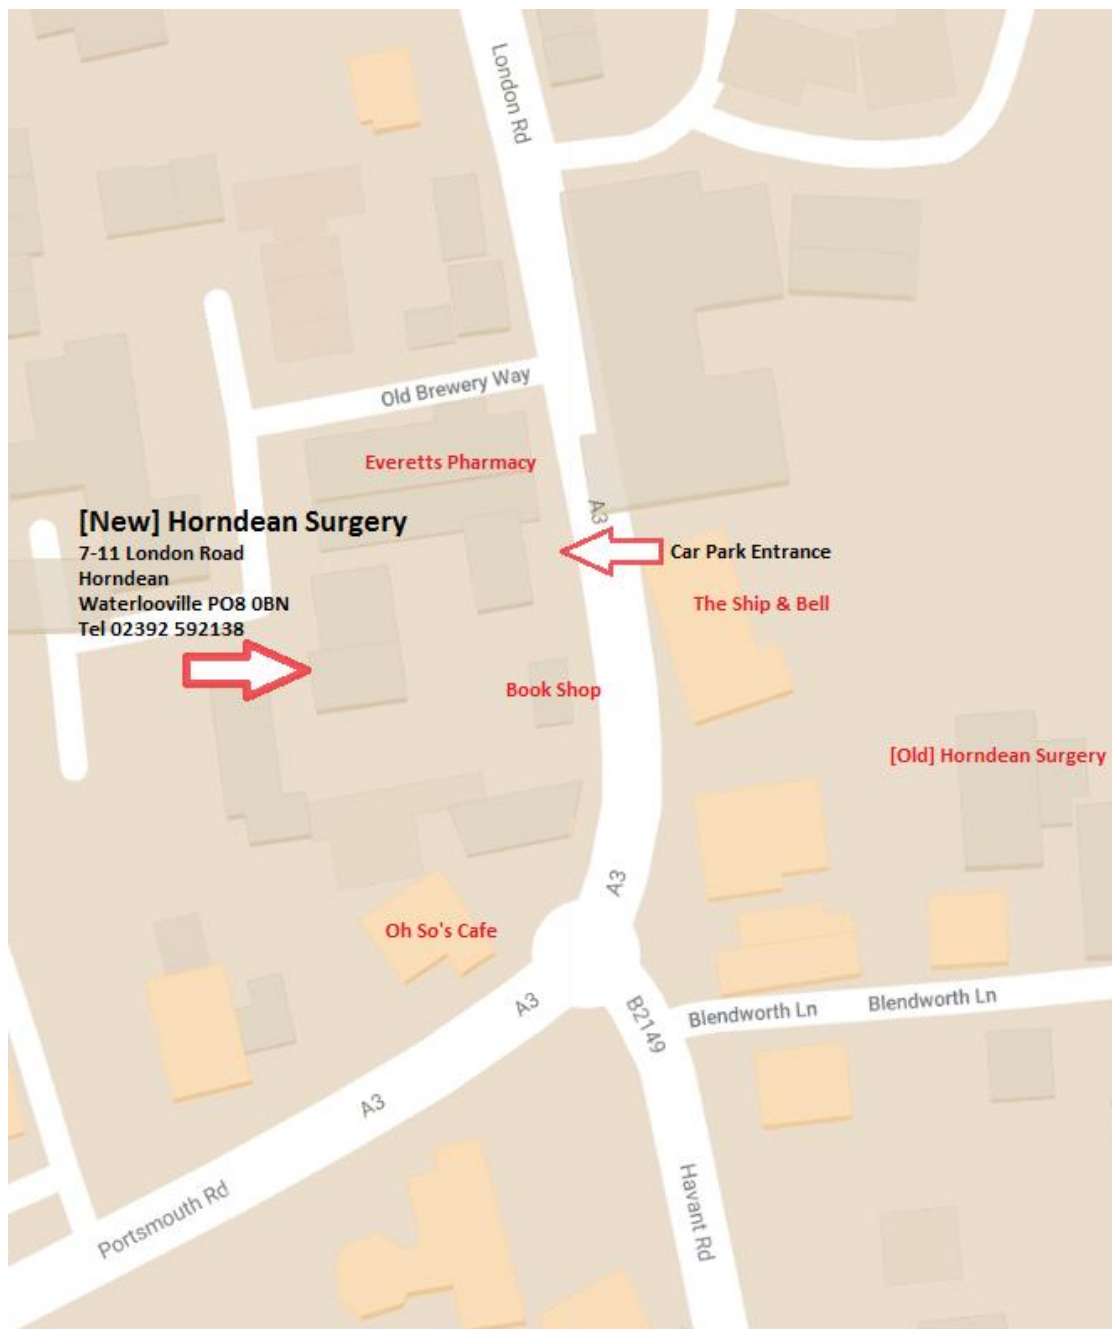 London Rd
Old Brewery Way
Everetts Pharmacy
A3
[New] Horndean Surgery
7-11 London Road
Horndean
Waterlooville PO8 0BN
Tel 02392 592138
Car Park Entrance
The Ship & Bell
Book Shop
[Old] Horndean Surgery
A3
Oh So's Cafe
A3
B2149
Blendworth Ln
Blendworth Ln
A3
Portsmouth Rd
Havant Rd